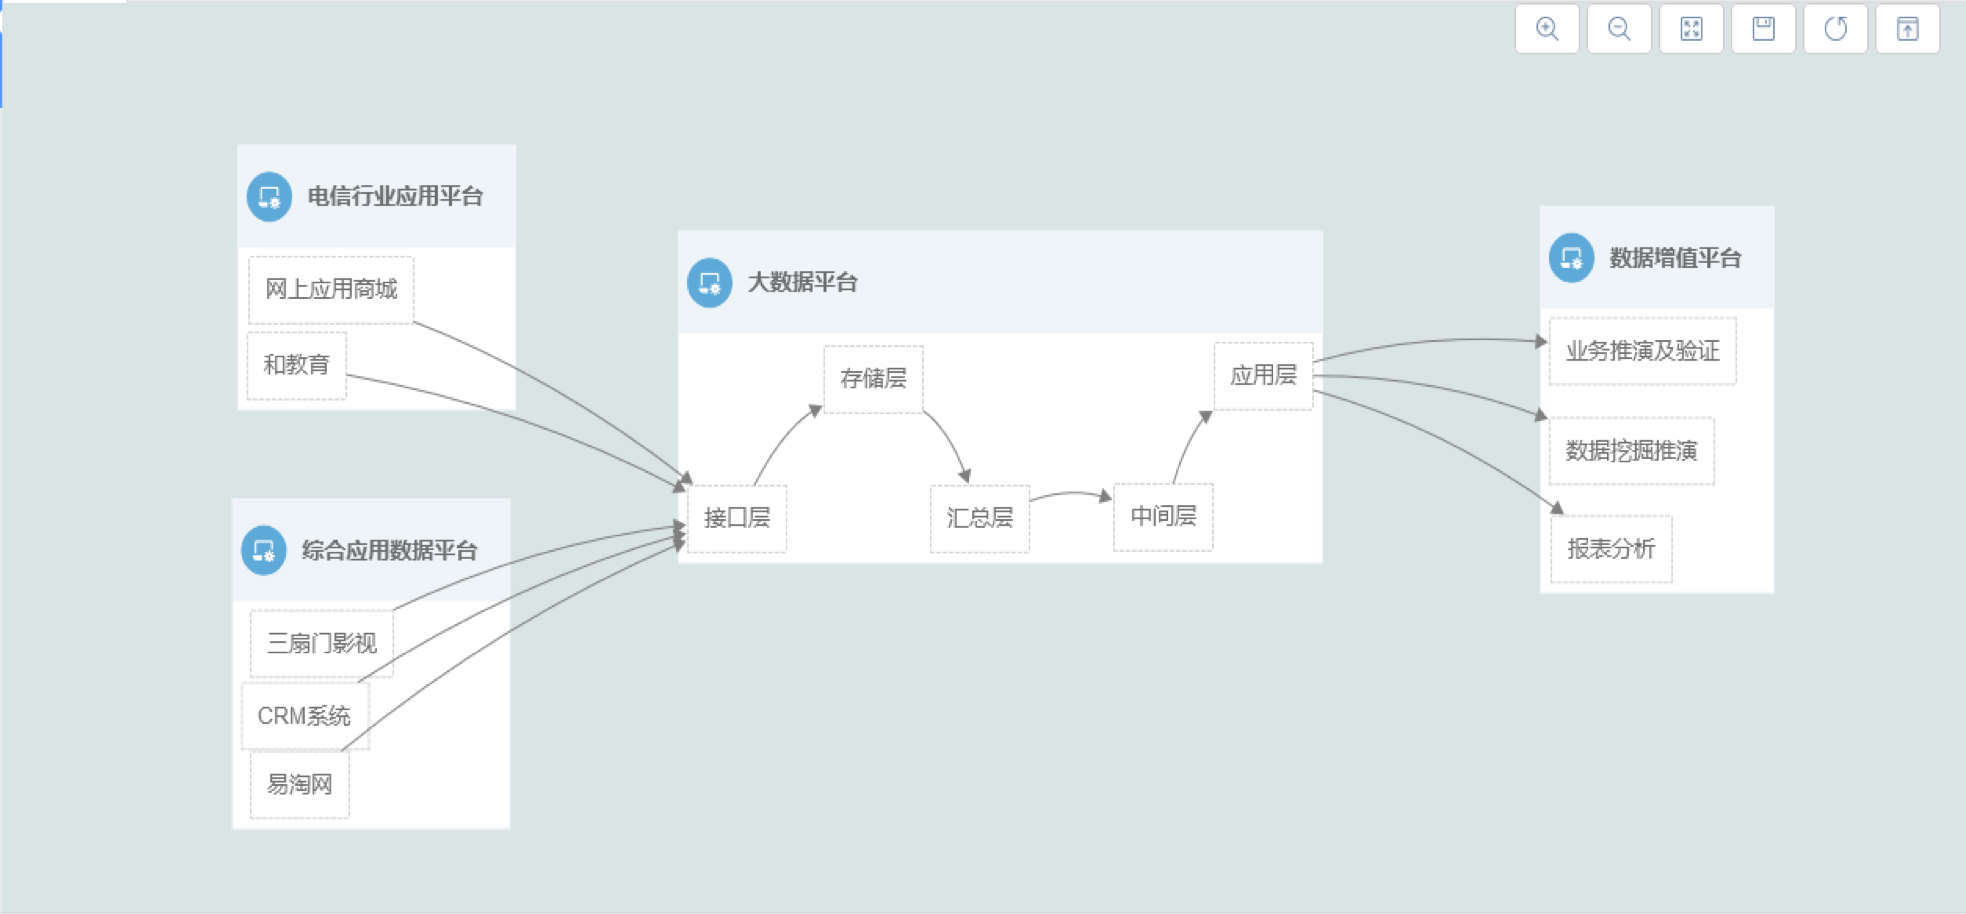 电信行业应用平台
网上应用商城
和教育
综合应用数据平台
三扇门影视
CRM系统
易淘网
大数据平台
存储层
应用层
接口层
汇总层
中间层
数据增值平台
业务推演及验证
数据挖掘推演
报表分析